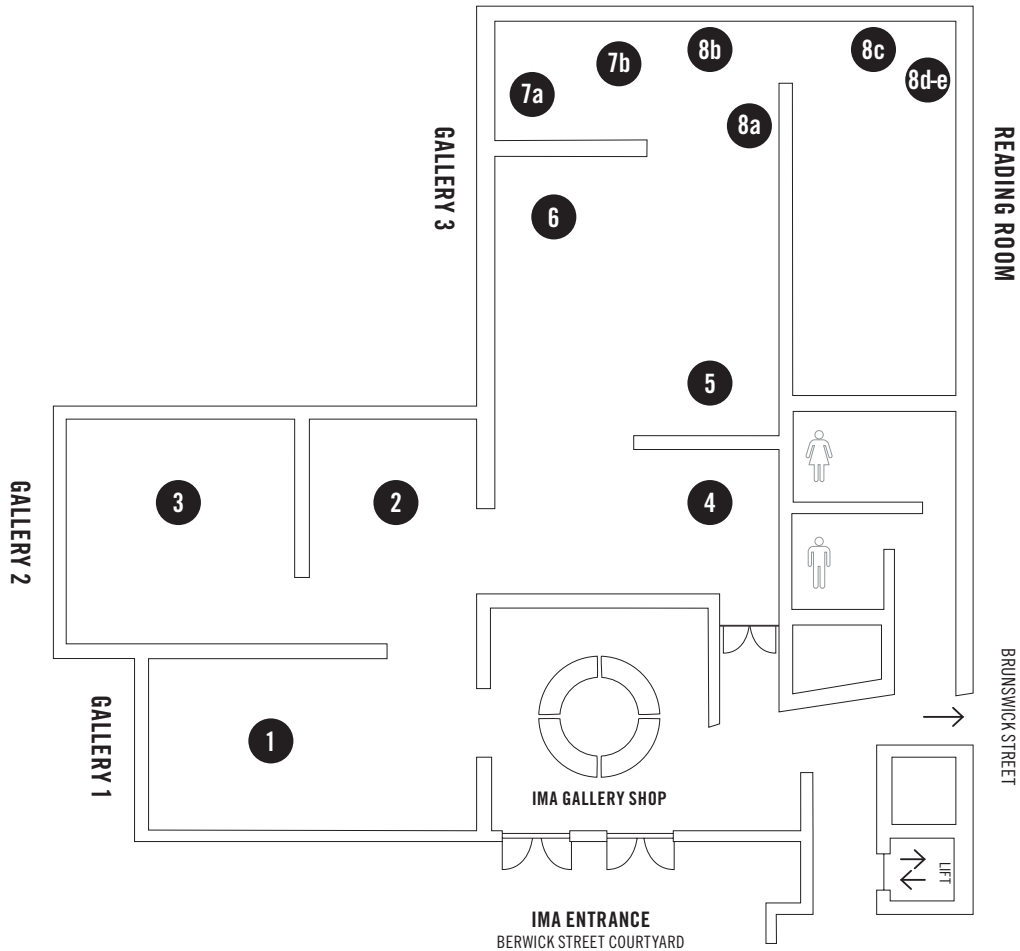 8b
8c
7b
8d-e
7a
8a
GALLERY 3
READING ROOM
6
5
3
2
4
GALLERY 2
GALLERY 1
1
BRUNSWICK STREET
IMA GALLERY SHOP
LIFT
IMA ENTRANCE
BERWICK STREET COURTYARD